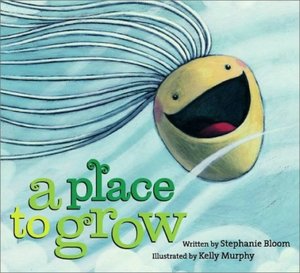 a place
to grow
Written by Stephanie Bloom
Illustrated by Kelly Murphy